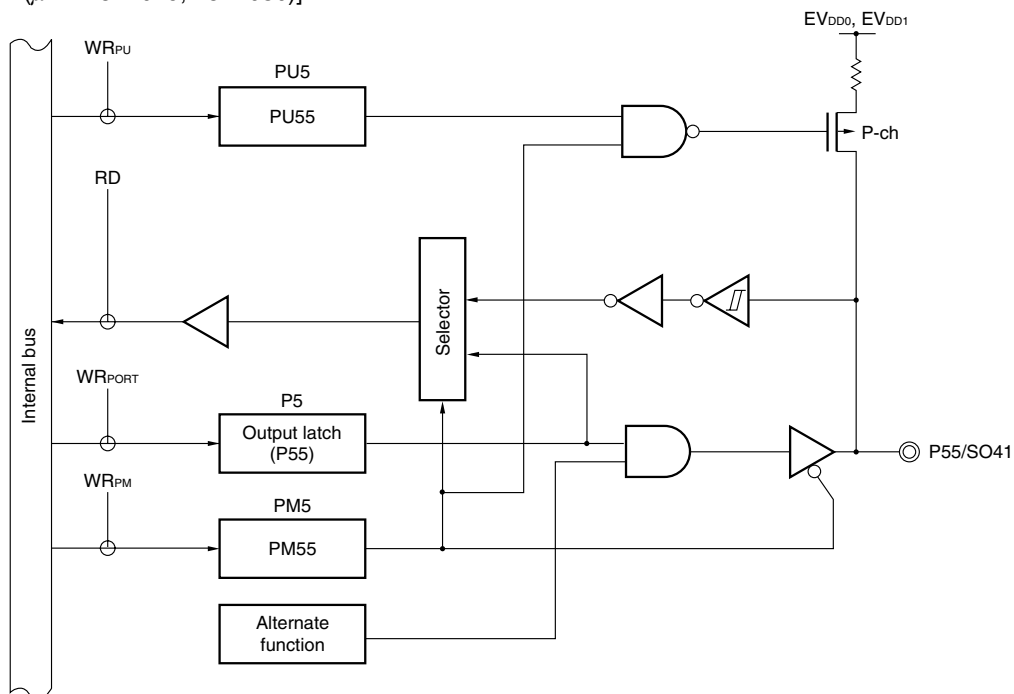 EVDD0, EVDD1
WRPU
PU5
PU55
P-ch
RD
Selector
Internal bus
WRPORT
P5
Output latch
(P55)
P55/SO41
WRPM
PM5
PM55
Alternate
function